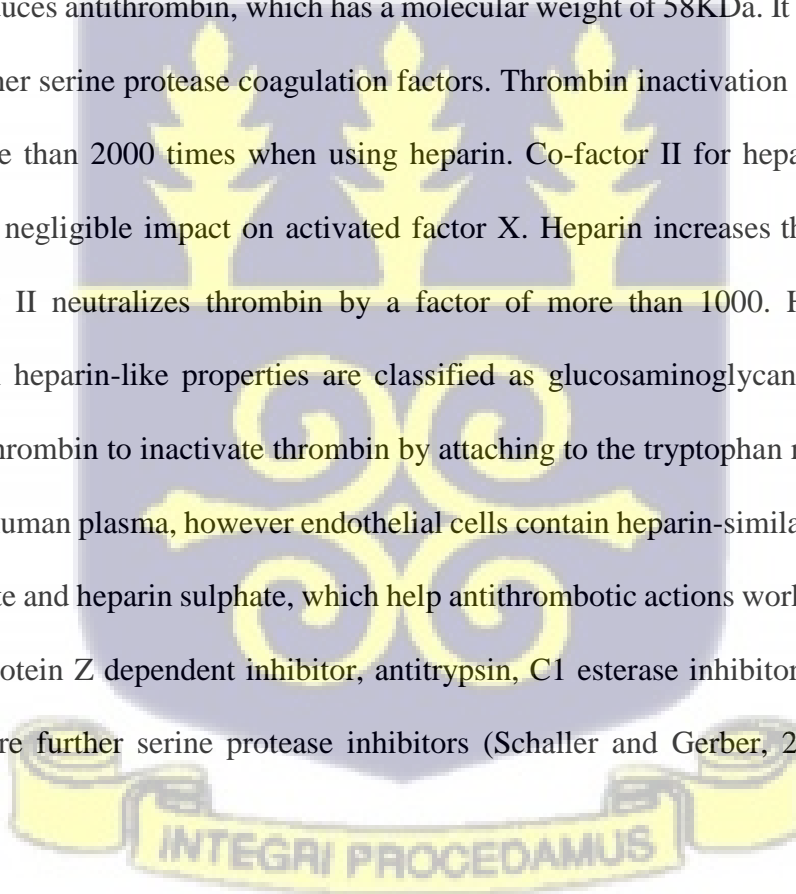 uces antithrombin, which has a molecular weight of 58KDa. It
er serine protease coagulation factors. Thrombin inactivation
e than 2000 times when using heparin. Co-factor II for hepa
negligible impact on activated factor X. Heparin increases th
II neutralizes thrombin by a factor of more than 1000. H
heparin-like properties are classified as glucosaminoglycan
hrombin to inactivate thrombin by attaching to the tryptophan
uman plasma, however endothelial cells contain heparin-simila
te and heparin sulphate, which help antithrombotic actions work
otein Z dependent inhibitor, antitrypsin, C1 esterase inhibitor
re further serine protease inhibitors (Schaller and Gerber, 2
INTEGRI PROCEDAMUS